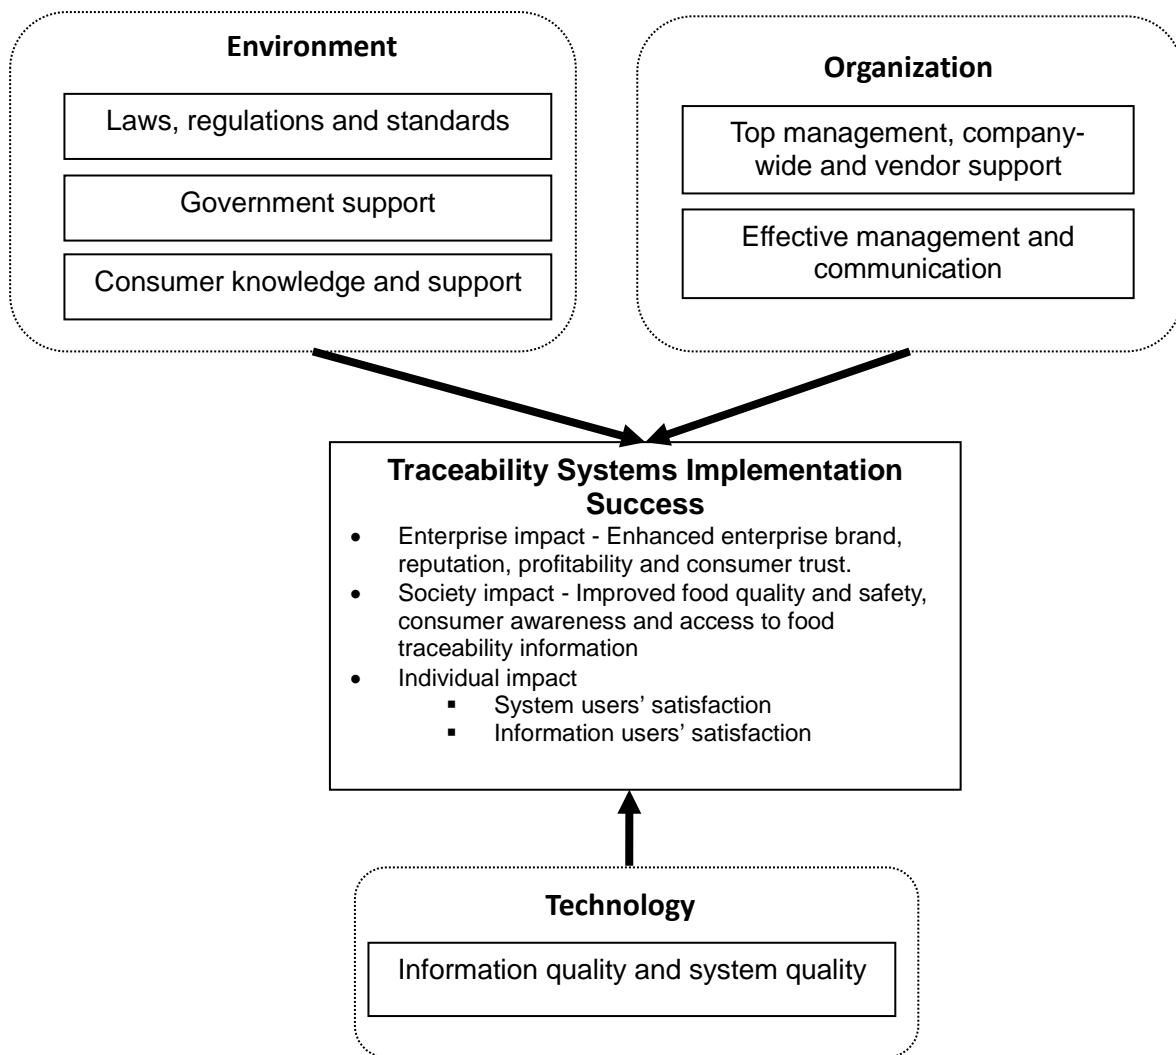 Environment
Laws, regulations and standards
Government support
Consumer knowledge and support
Organization
Top management, company-
wide and vendor support
Effective management and
communication
Traceability Systems Implementation
Success
• Enterprise impact - Enhanced enterprise brand,
reputation, profitability and consumer trust.
• Society impact - Improved food quality and safety,
consumer awareness and access to food
traceability information
• Individual impact
▪ System users’ satisfaction
▪ Information users’ satisfaction
Technology
Information quality and system quality